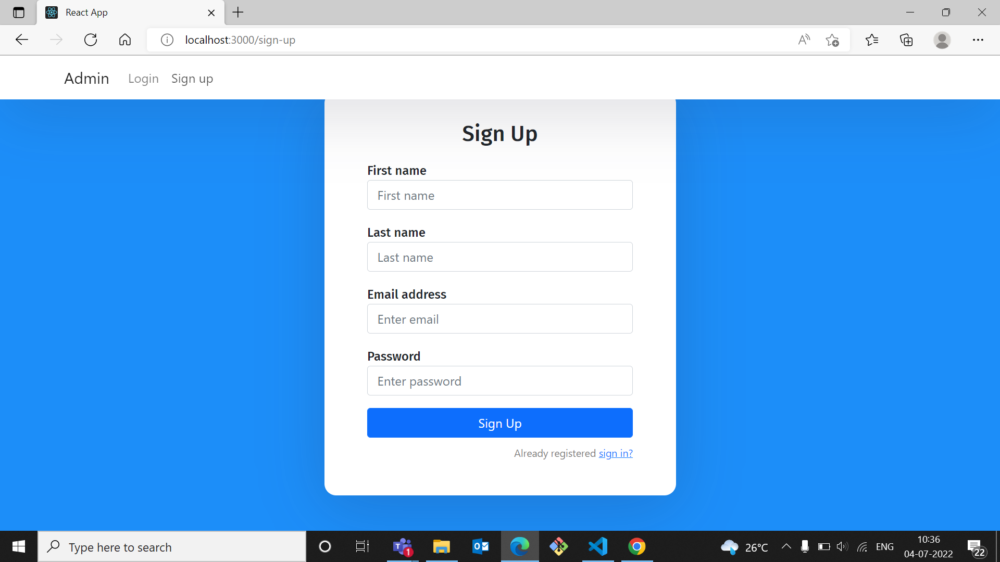 React App
localhost:3000/sign-up
Admin Login Sign up
Sign Up
First name
First name
Last name
Last name
Email address
Enter email
Password
Enter password
Sign Up
Already registered sign in?
Type here to search
1
26°C
ENG
10:36
04-07-2022
22